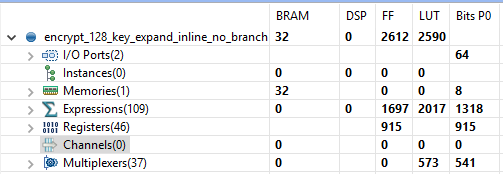 BRAM DSP FF LUT Bits P0
encrypt_128_key_expand_inline_no_branch 32 0 2612 2590
I/O Ports(2) 64
Instances(0) 0 0 0 0
Memories(1) 32 0 0 8
Expressions(109) 0 0 1697 2017 1318
Registers(46) 915 915
Channels(0) 0 0 0 0
Multiplexers(37) 0 0 573 541